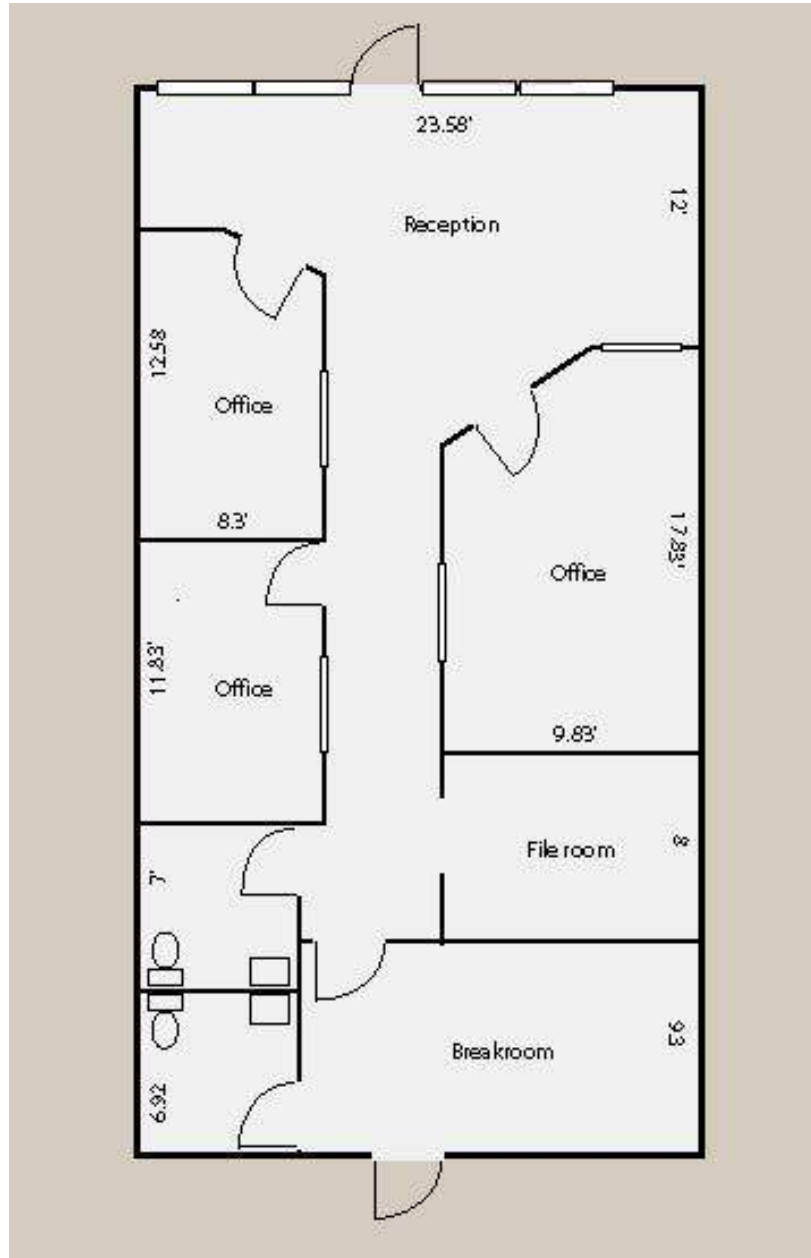 23.58'
12'
Reception
12.58
Office
8.3'
17.83'
Office
11.83'
Office
9.83'
7'
File room
8
6.92
Breakroom
9.3